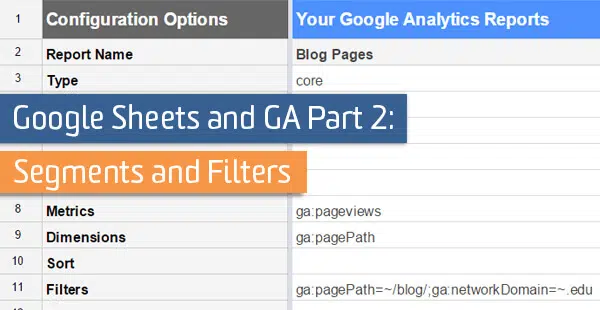 1 Configuration Options Your Google Analytics Reports
2 Report Name Blog Pages
3 Type core
Google Sheets and GA Part 2:
Segments and Filters
8 Metrics ga:pageviews
9 Dimensions ga:pagePath
10 Sort
11 Filters ga:pagePath=~/blog/;ga:networkDomain=~.edu